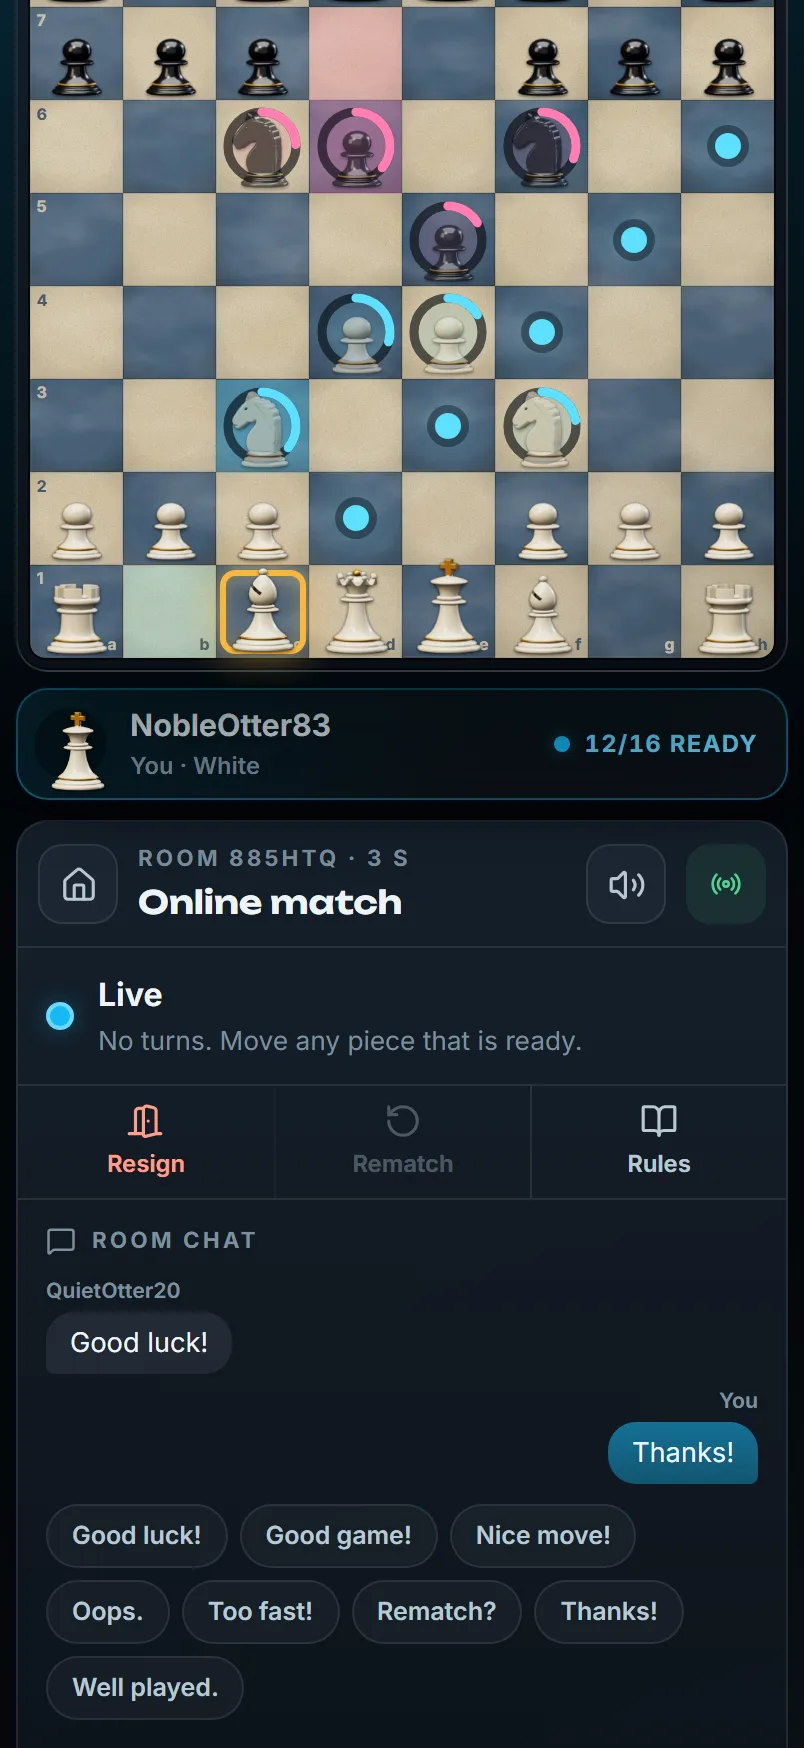 7
6
5
4
3
2
1
a b d e f g h
NobleOtter83
You · White
12/16 READY
ROOM 885HTQ · 3 S
Online match
Live
No turns. Move any piece that is ready.
Resign
Rematch
Rules
ROOM CHAT
QuietOtter20
Good luck!
You
Thanks!
Good luck! Good game! Nice move!
Oops. Too fast! Rematch? Thanks!
Well played.